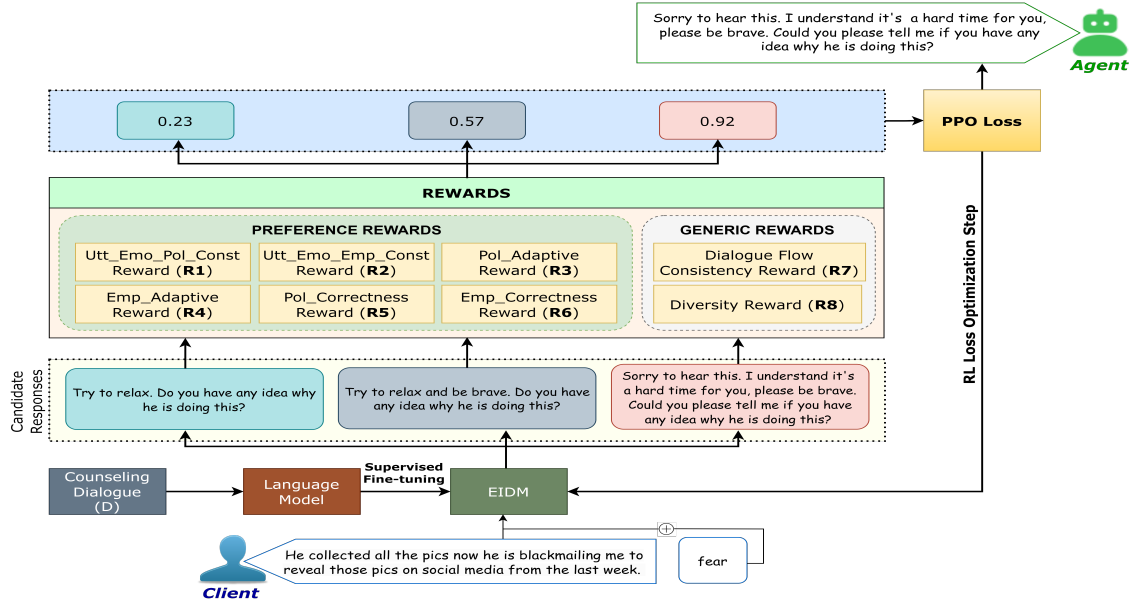 Sorry to hear this. I understand it's a hard time for you,
please be brave. Could you please tell me if you have any
idea why he is doing this?
Agent
0.23
0.57
0.92
PPO Loss
REWARDS
PREFERENCE REWARDS
GENERIC REWARDS
Utt_Emo_Pol_Const
Reward (R1)
Utt_Emo_Emp_Const
Reward (R2)
Pol_Adaptive
Reward (R3)
Dialogue Flow
Consistency Reward (R7)
Emp_Adaptive
Reward (R4)
Pol_Correctness
Reward (R5)
Emp_Correctness
Reward (R6)
Diversity Reward (R8)
RL Loss Optimization Step
Candidate
Responses
Try to relax. Do you have any idea why
he is doing this?
Try to relax and be brave. Do you have
any idea why he is doing this?
Sorry to hear this. I understand it's
a hard time for you, please be brave.
Could you please tell me if you have
any idea why he is doing this?
Counseling
Dialogue
(D)
Language
Model
Supervised
Fine-tuning
EIDM
He collected all the pics now he is blackmailing me to
reveal those pics on social media from the last week.
fear
Client